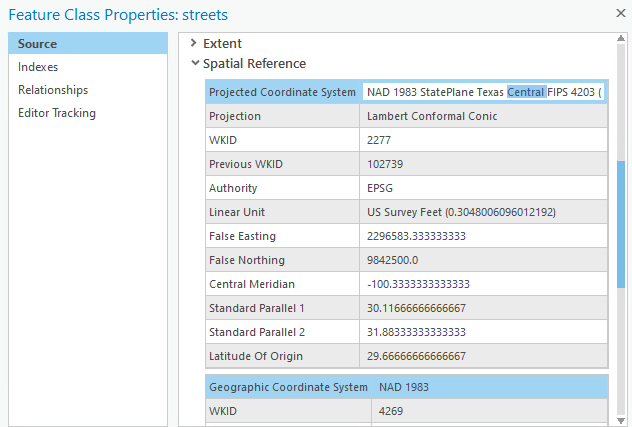 Feature Class Properties: streets
Source
Indexes
Relationships
Editor Tracking
Extent
Spatial Reference
Projected Coordinate System NAD 1983 StatePlane Texas Central FIPS 4203 (
Projection Lambert Conformal Conic
WKID 2277
Previous WKID 102739
Authority EPSG
Linear Unit US Survey Feet (0.3048006096012192)
False Easting 2296583.333333333
False Northing 9842500.0
Central Meridian -100.3333333333333
Standard Parallel 1 30.11666666666667
Standard Parallel 2 31.88333333333333
Latitude Of Origin 29.66666666666667
Geographic Coordinate System NAD 1983
WKID 4269